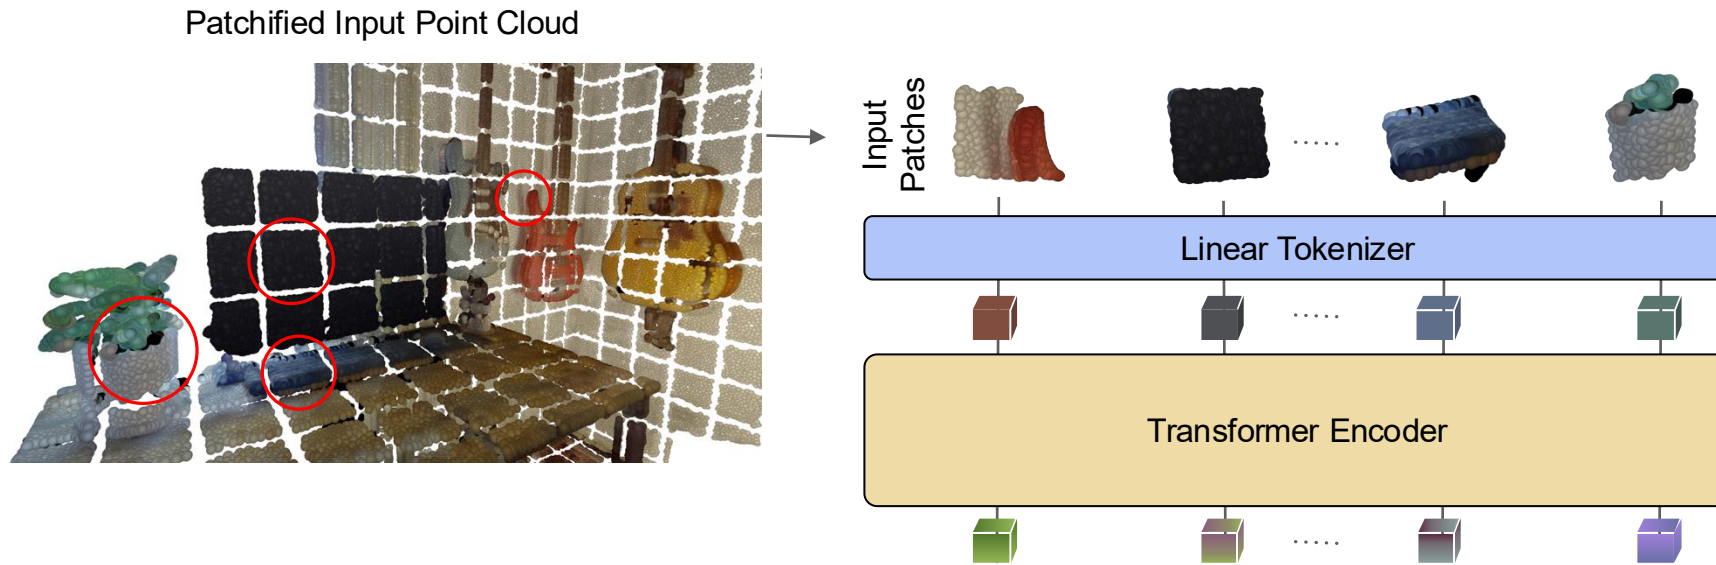 Patchified Input Point Cloud
Input
Patches
.....
Linear Tokenizer
.....
Transformer Encoder
.....